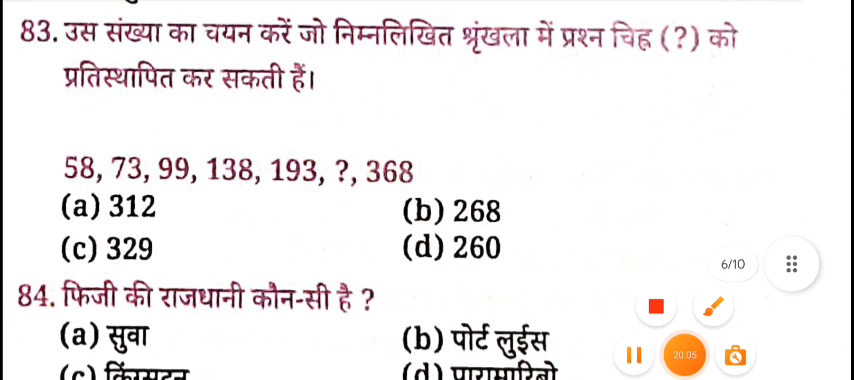 83. उस संख्या का चयन करें जो निम्नलिखित श्रृंखला में प्रश्न चिह्न (?) को
प्रतिस्थापित कर सकती हैं।
58, 73, 99, 138, 193, ?, 368
(a) 312 (b) 268
(c) 329 (d) 260
6/10
84. फिजी की राजधानी कौन-सी है ?
(a) सुवा (b) पोर्ट लुईस
20:05
(c) किंग्सटन (d) पारामारिबो